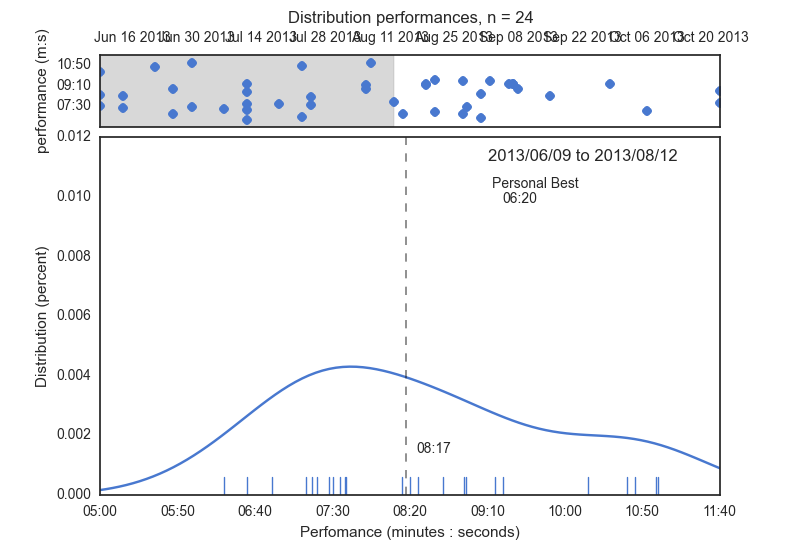 Distribution performances, n = 24
Jun 16 2013 Jun 30 2013 Jul 14 2013 Jul 28 2013 Aug 11 2013 Aug 25 2013 Sep 08 2013 Sep 22 2013 Oct 06 2013 Oct 20 2013
performance (m:s)
10:50
09:10
07:30
0.012
0.010
0.008
0.006
0.004
0.002
0.000
Distribution (percent)
2013/06/09 to 2013/08/12
Personal Best
06:20
08:17
05:00 05:50 06:40 07:30 08:20 09:10 10:00 10:50 11:40
Perfomance (minutes : seconds)